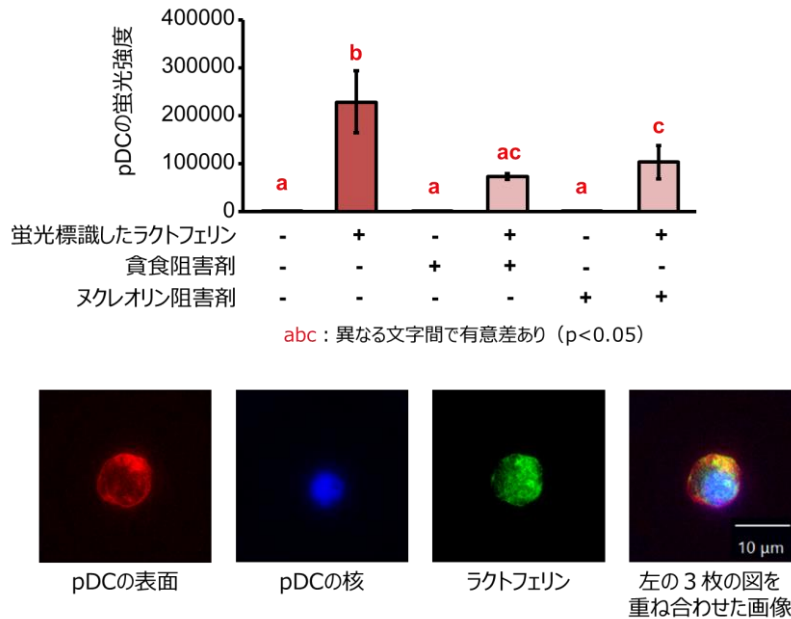 pDCの蛍光強度
400000
300000
200000
100000
0
a b a ac a c
蛍光標識したラクトフェリン - + - + - +
貪食阻害剤 - - + + - -
ヌクレオリン阻害剤 - - - - + +
abc：異なる文字間で有意差あり（p<0.05）
10 μm
pDCの表面 pDCの核 ラクトフェリン 左の３枚の図を
重ね合わせた画像